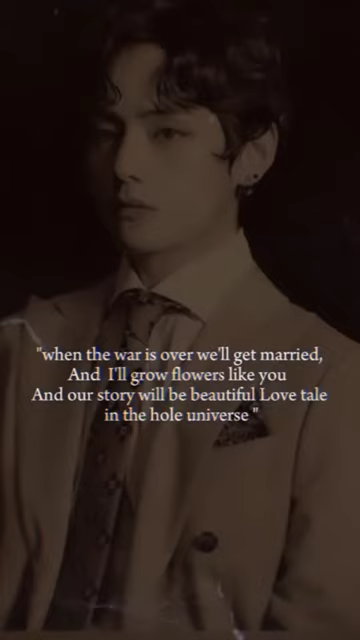 "when the war is over we'll get married,
And I'll grow flowers like you
And our story will be beautiful Love tale
in the hole universe "